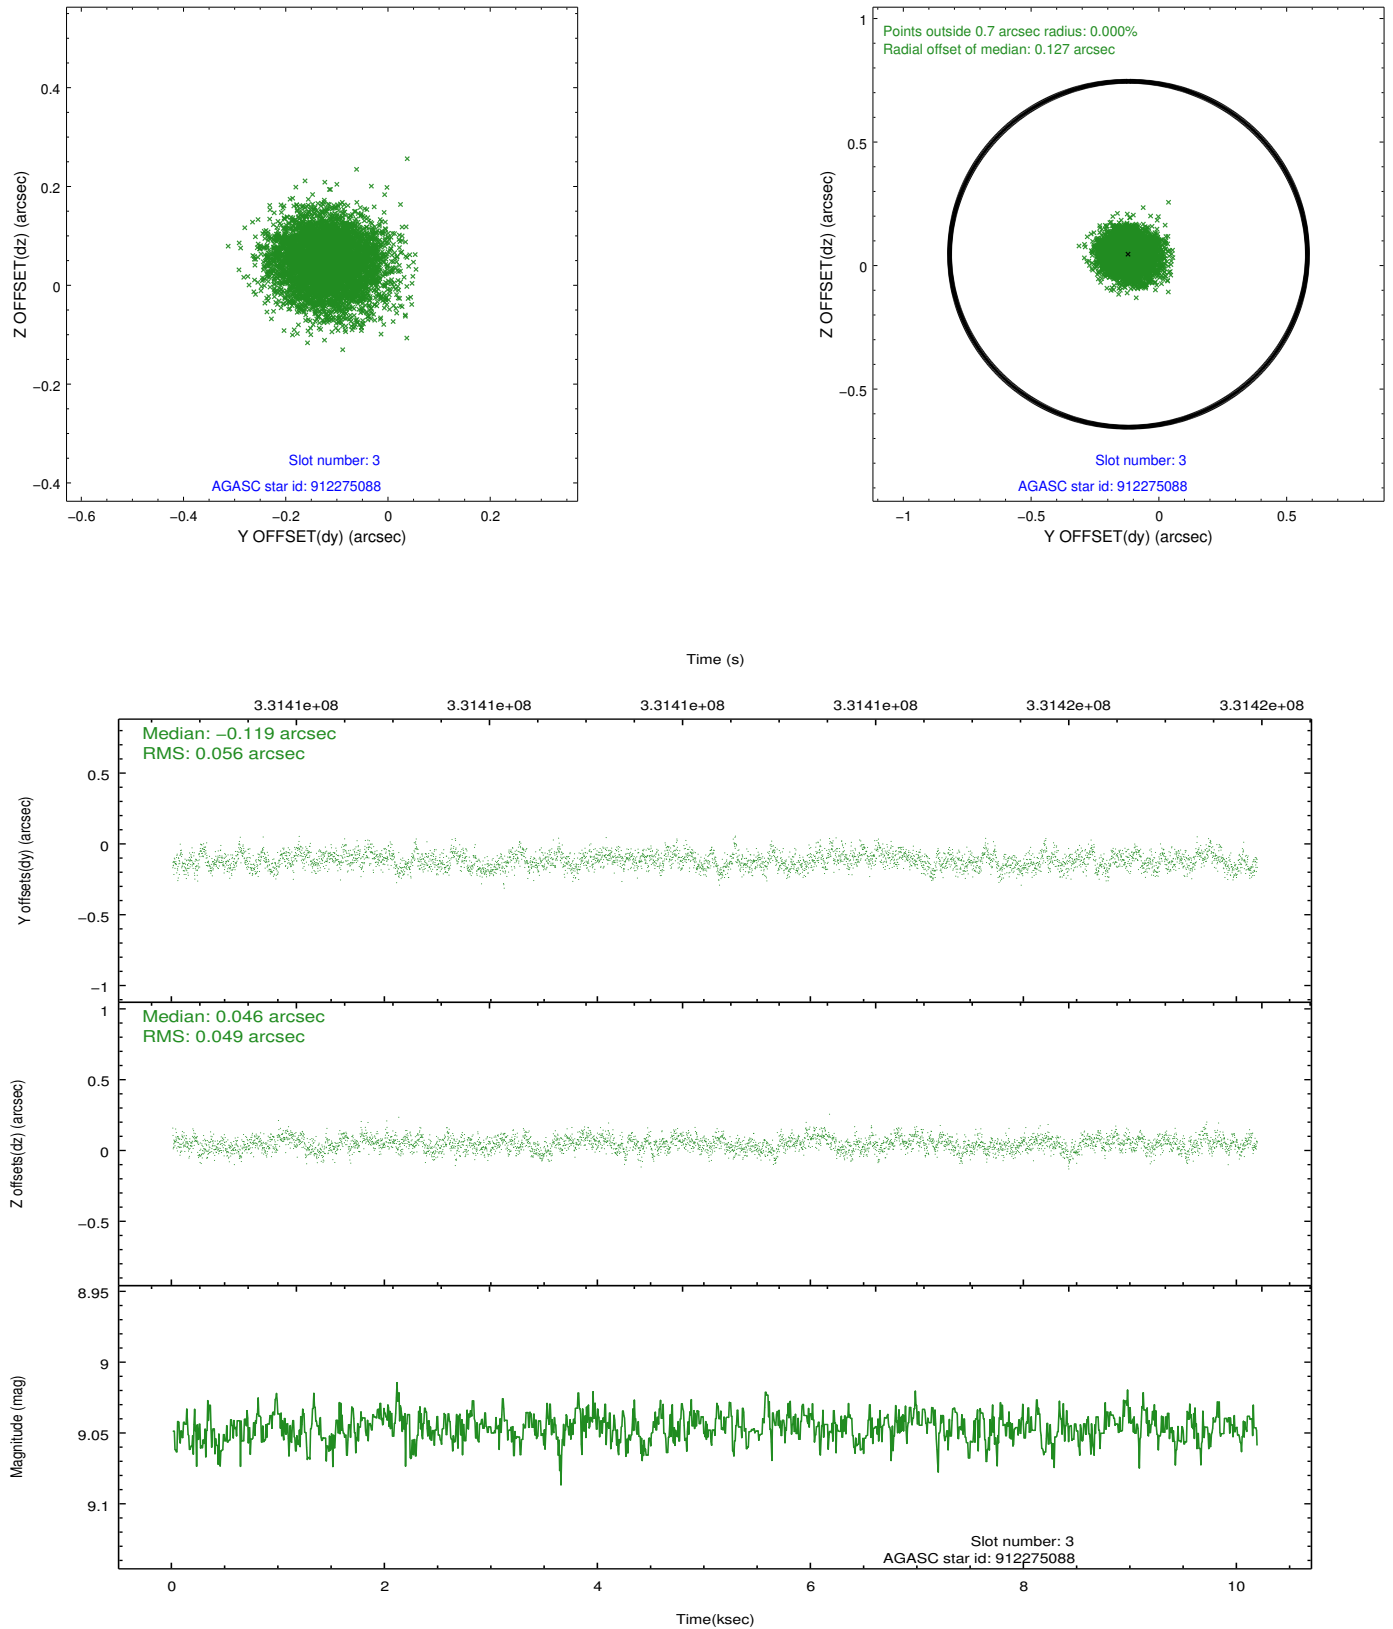 0.4
0.2
0
−0.2
−0.4
Z OFFSET(dz) (arcsec)
Slot number: 3
AGASC star id: 912275088
−0.6
−0.4
−0.2
0
0.2
Y OFFSET(dy) (arcsec)
Points outside 0.7 arcsec radius: 0.000%
Radial offset of median: 0.127 arcsec
1
0.5
0
−0.5
Z OFFSET(dz) (arcsec)
Slot number: 3
AGASC star id: 912275088
−1
−0.5
0
0.5
Y OFFSET(dy) (arcsec)
Time (s)
3.3141e+08
3.3141e+08
3.3141e+08
3.3141e+08
3.3142e+08
3.3142e+08
Median: −0.119 arcsec
RMS: 0.056 arcsec
0.5
0
−0.5
−1
Y offsets(dy) (arcsec)
Median: 0.046 arcsec
RMS: 0.049 arcsec
1
0.5
0
−0.5
Z offsets(dz) (arcsec)
8.95
9
9.05
9.1
Magnitude (mag)
Slot number: 3
AGASC star id: 912275088
0
2
4
6
8
10
Time(ksec)